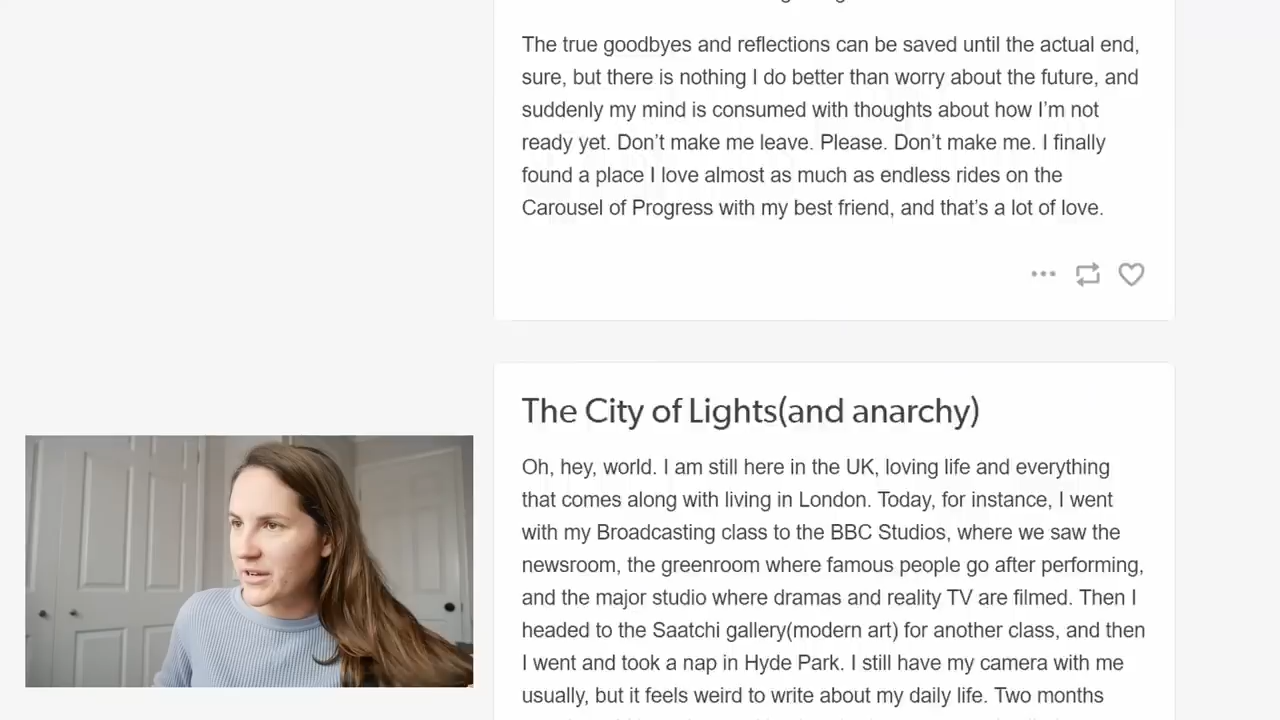 The true goodbyes and reflections can be saved until the actual end,
sure, but there is nothing I do better than worry about the future, and
suddenly my mind is consumed with thoughts about how I’m not
ready yet. Don’t make me leave. Please. Don’t make me. I finally
found a place I love almost as much as endless rides on the
Carousel of Progress with my best friend, and that’s a lot of love.
The City of Lights(and anarchy)
Oh, hey, world. I am still here in the UK, loving life and everything
that comes along with living in London. Today, for instance, I went
with my Broadcasting class to the BBC Studios, where we saw the
newsroom, the greenroom where famous people go after performing,
and the major studio where dramas and reality TV are filmed. Then I
headed to the Saatchi gallery(modern art) for another class, and then
I went and took a nap in Hyde Park. I still have my camera with me
usually, but it feels weird to write about my daily life. Two months